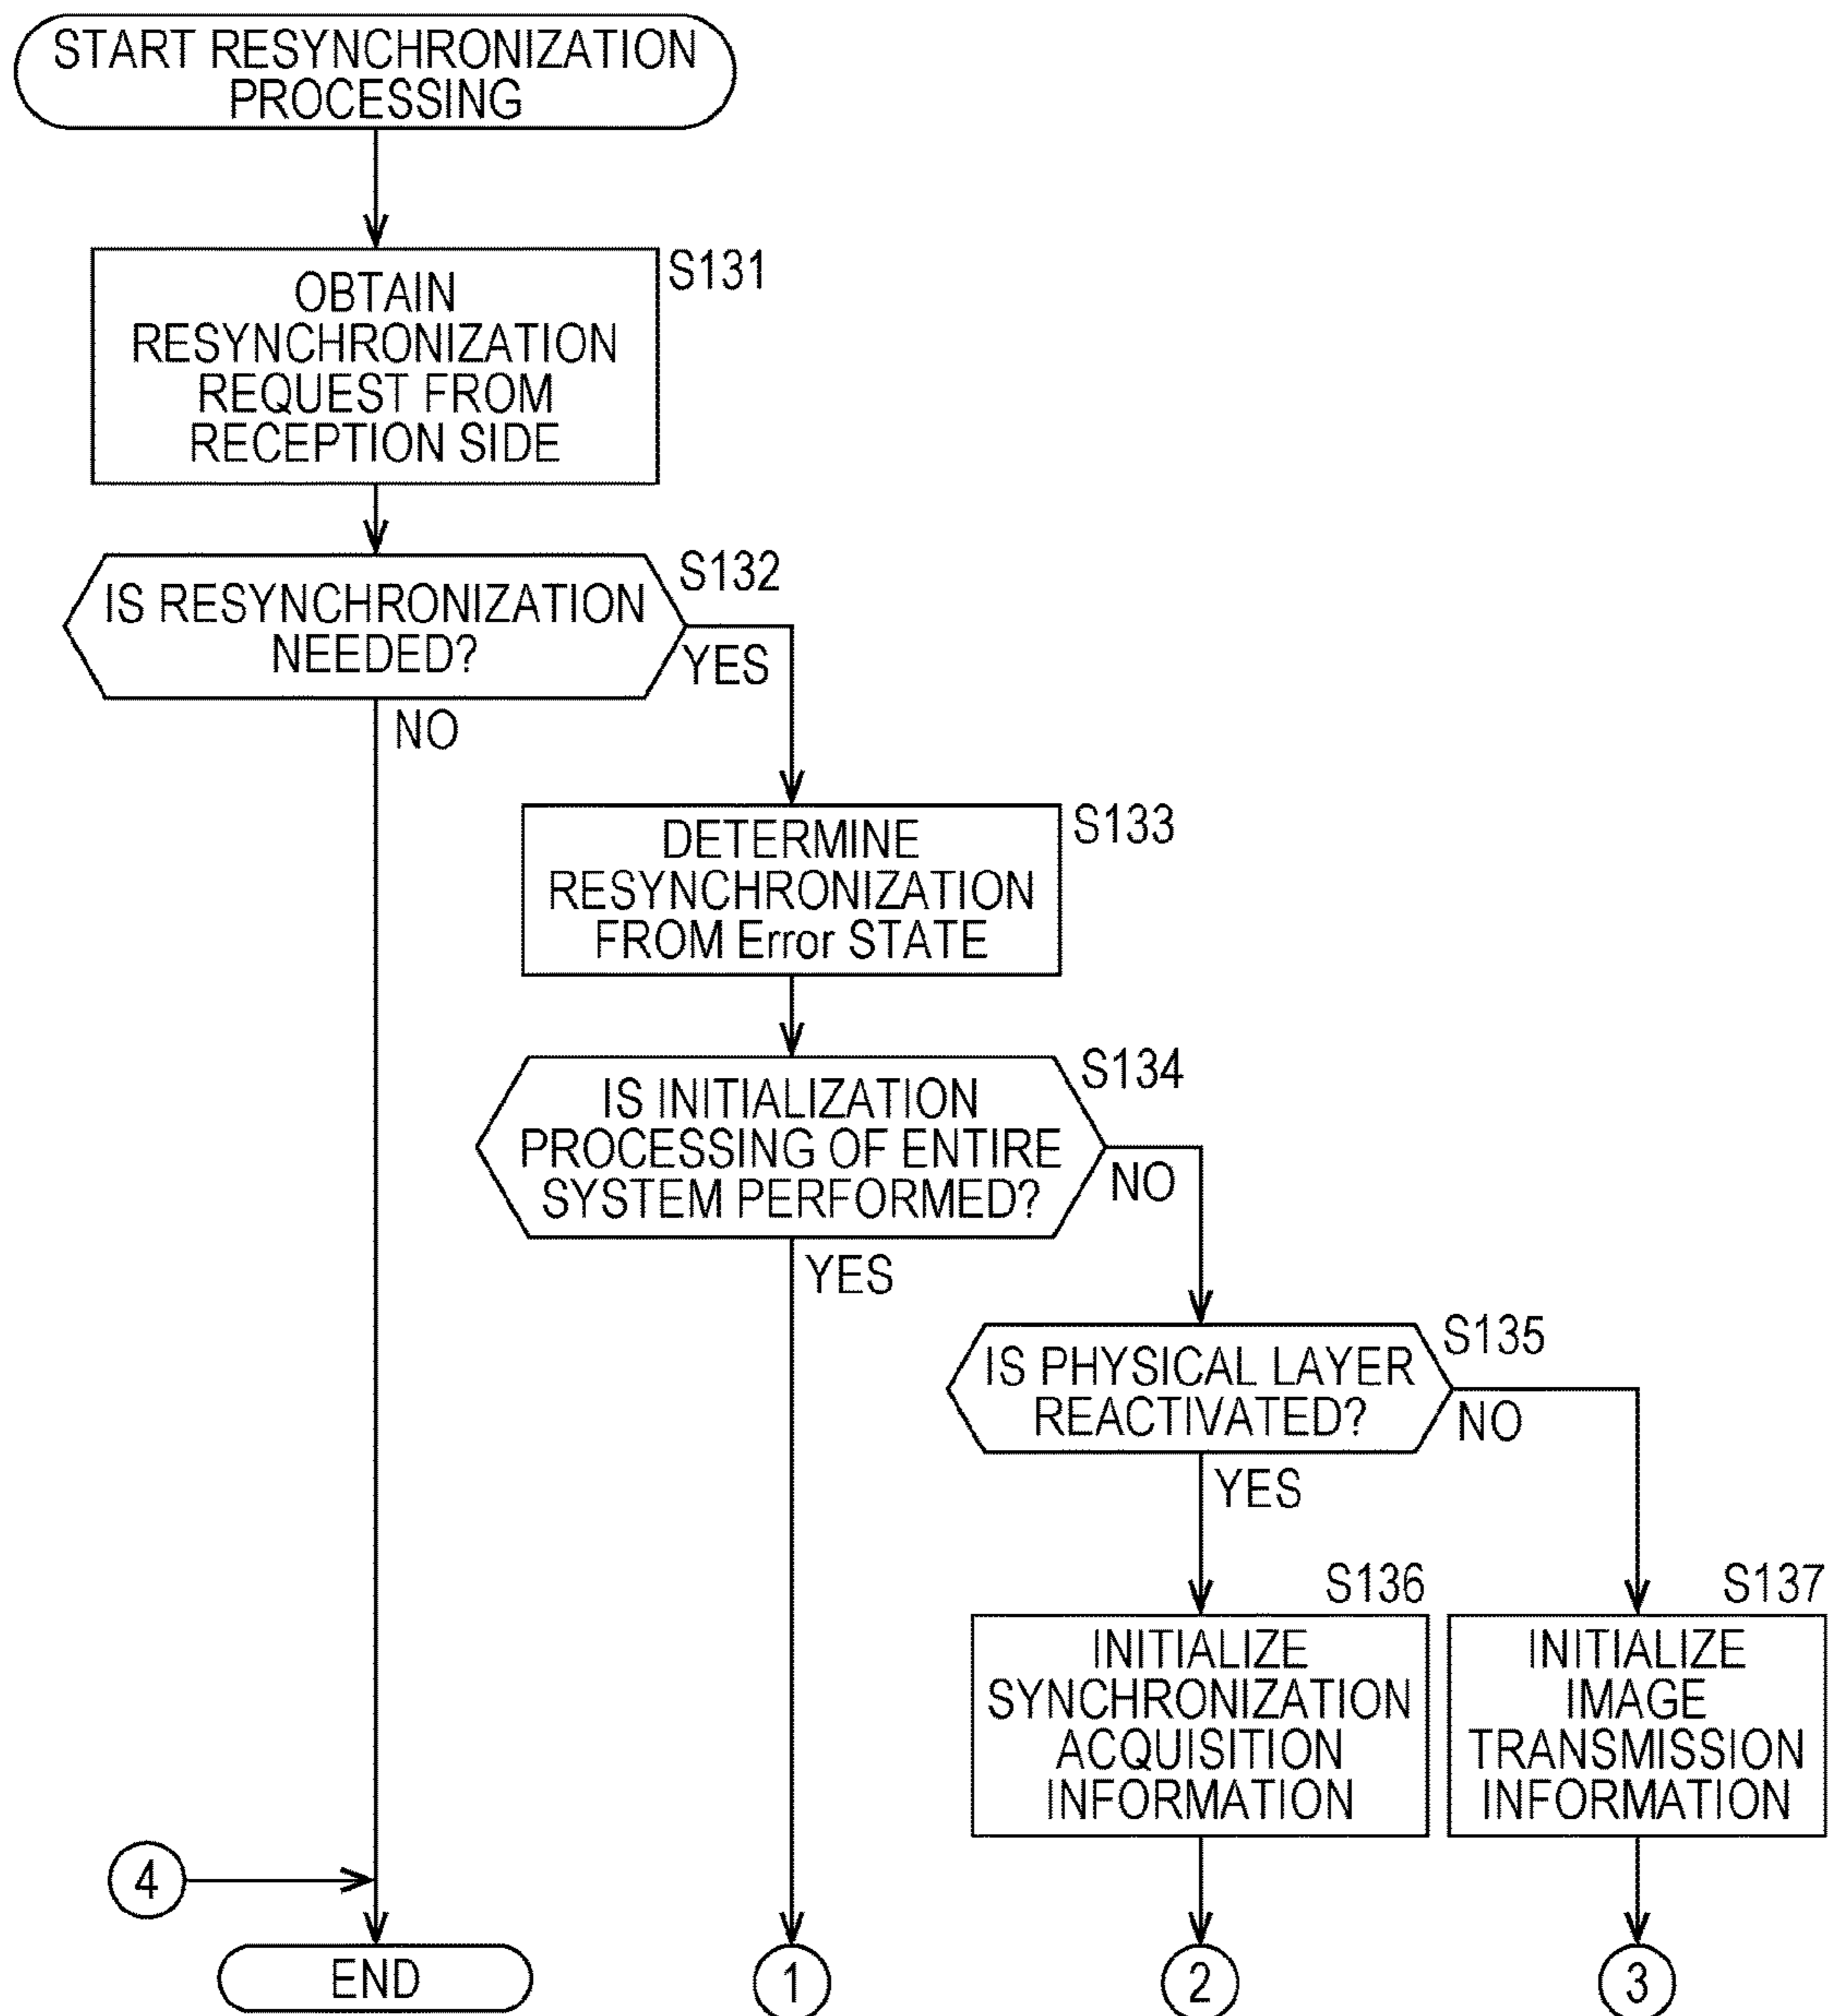 START RESYNCHRONIZATION
PROCESSING
S131
OBTAIN
RESYNCHRONIZATION
REQUEST FROM
RECEPTION SIDE
S132
IS RESYNCHRONIZATION
NEEDED?
YES
NO
S133
DETERMINE
RESYNCHRONIZATION
FROM Error STATE
S134
IS INITIALIZATION
PROCESSING OF ENTIRE
SYSTEM PERFORMED?
NO
YES
S135
IS PHYSICAL LAYER
REACTIVATED?
NO
YES
S136
INITIALIZE
SYNCHRONIZATION
ACQUISITION
INFORMATION
S137
INITIALIZE
IMAGE
TRANSMISSION
INFORMATION
4
END
1
2
3